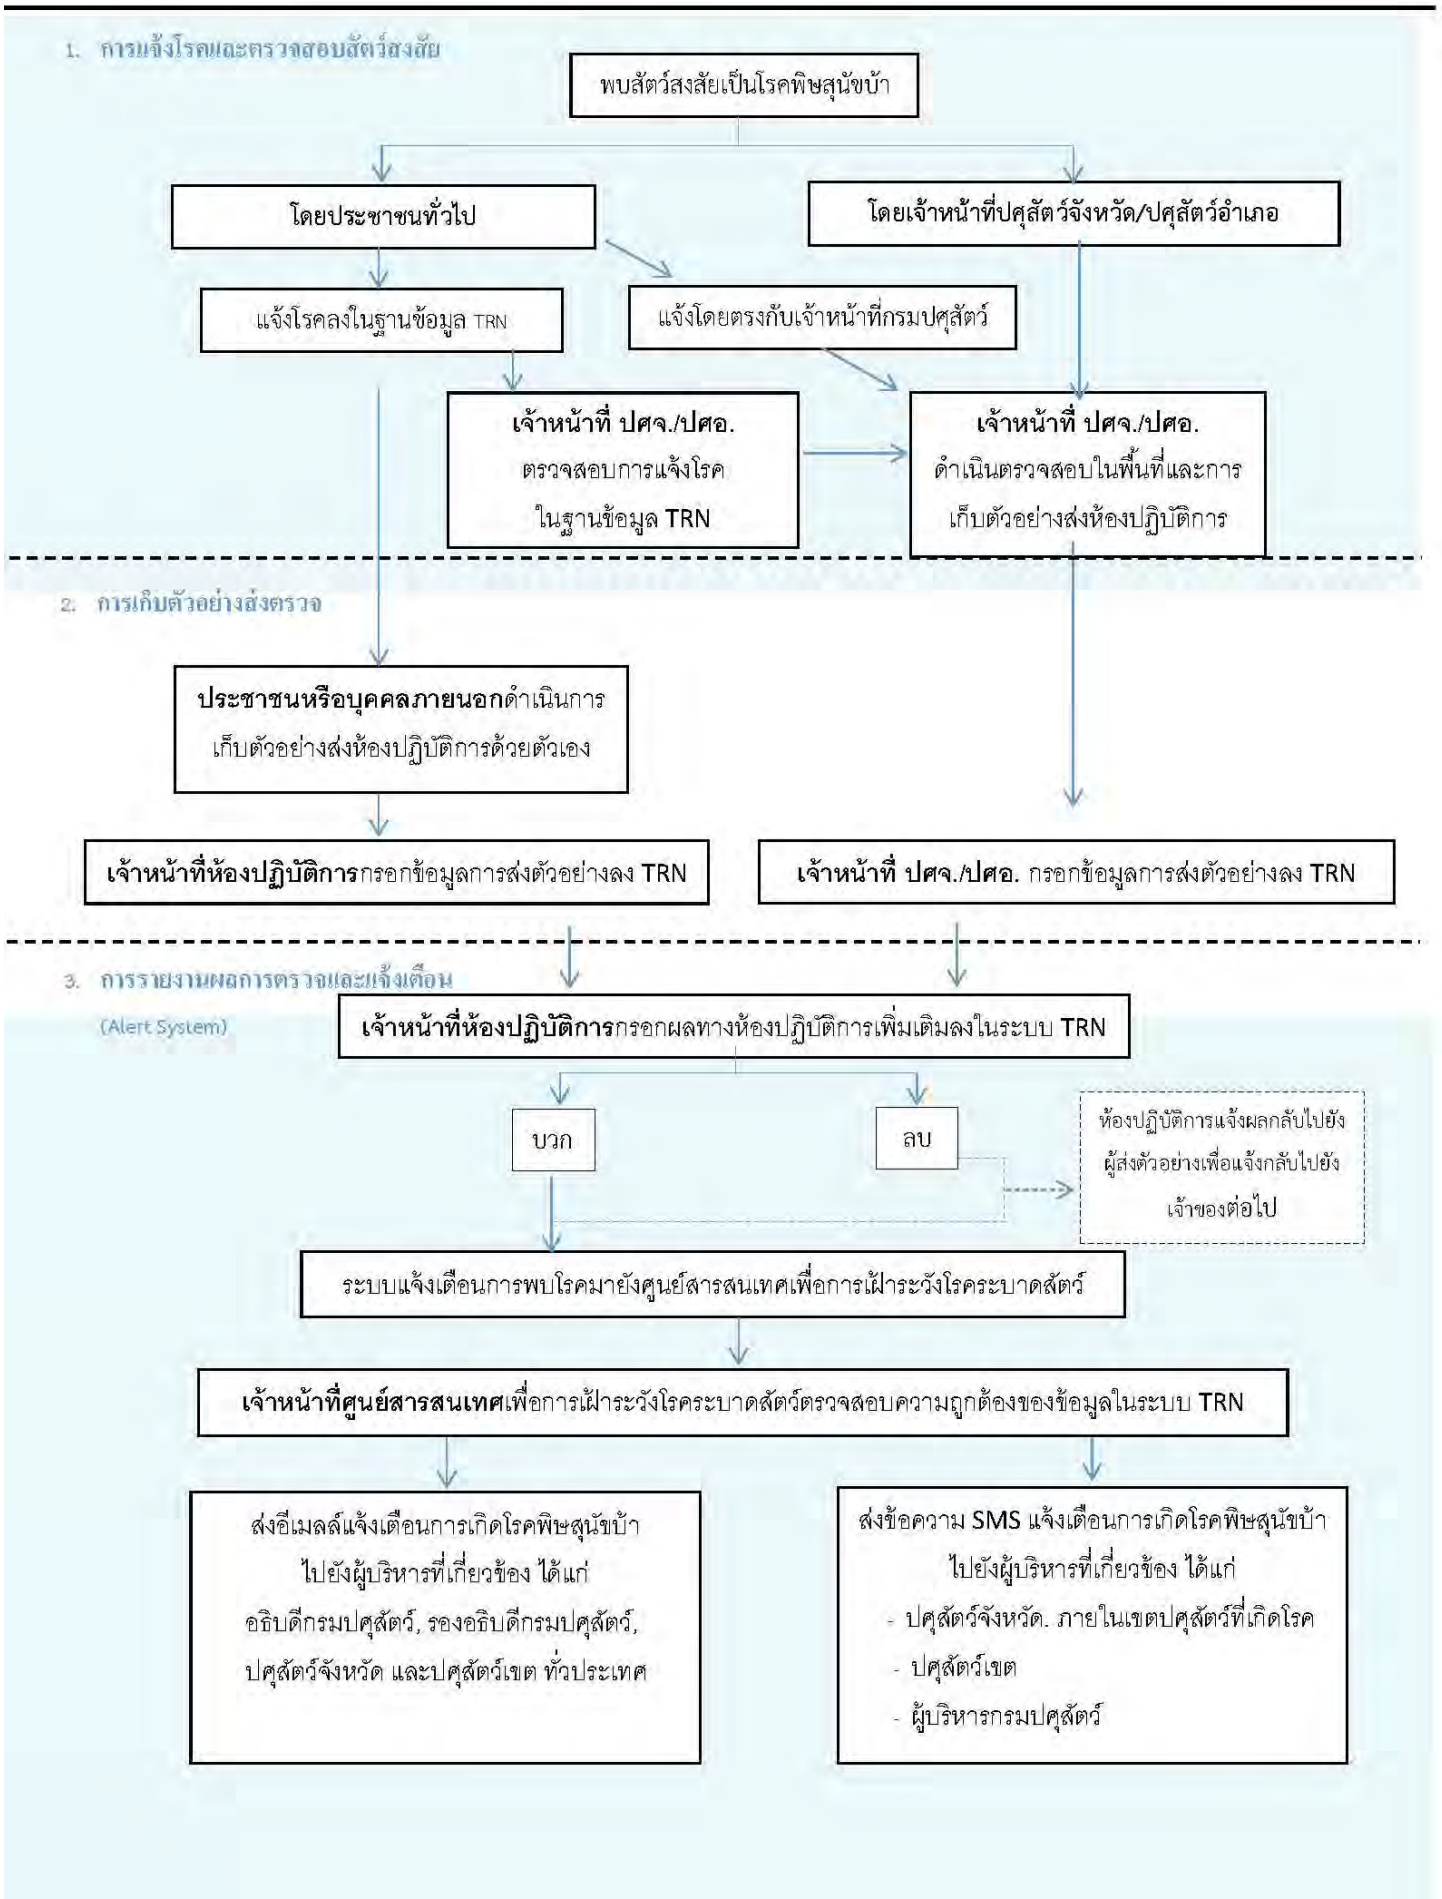 1. การแจ้งโรคและตรวจสอบสัตว์สงสัย
พบสัตว์สงสัยเป็นโรคพิษสุนัขบ้า
โดยประชาชนทั่วไป
โดยเจ้าหน้าที่ปศุสัตว์จังหวัด/ปศุสัตว์อำเภอ
แจ้งโรคลงในฐานข้อมูล TRN
แจ้งโดยตรงกับเจ้าหน้าที่กรมปศุสัตว์
เจ้าหน้าที่ ปศจ./ปศอ.
ตรวจสอบการแจ้งโรค
ในฐานข้อมูล TRN
เจ้าหน้าที่ ปศจ./ปศอ.
ดำเนินตรวจสอบในพื้นที่และการ
เก็บตัวอย่างส่งห้องปฏิบัติการ
2. การเก็บตัวอย่างส่งตรวจ
ประชาชนหรือบุคคลภายนอกดำเนินการ
เก็บตัวอย่างส่งห้องปฏิบัติการด้วยตัวเอง
เจ้าหน้าที่ห้องปฏิบัติการกรอกข้อมูลการส่งตัวอย่างลง TRN
เจ้าหน้าที่ ปศจ./ปศอ. กรอกข้อมูลการส่งตัวอย่างลง TRN
3. การรายงานผลการตรวจและแจ้งเตือน
(Alert System)
เจ้าหน้าที่ห้องปฏิบัติการกรอกผลทางห้องปฏิบัติการเพิ่มเติมลงในระบบ TRN
บวก
ลบ
ห้องปฏิบัติการแจ้งผลกลับไปยัง
ผู้ส่งตัวอย่างเพื่อแจ้งกลับไปยัง
เจ้าของต่อไป
ระบบแจ้งเตือนการพบโรคมายังศูนย์สารสนเทศเพื่อการเฝ้าระวังโรคระบาดสัตว์
เจ้าหน้าที่ศูนย์สารสนเทศเพื่อการเฝ้าระวังโรคระบาดสัตว์ตรวจสอบความถูกต้องของข้อมูลในระบบ TRN
ส่งอีเมลล์แจ้งเตือนการเกิดโรคพิษสุนัขบ้า
ไปยังผู้บริหารที่เกี่ยวข้อง ได้แก่
อธิบดีกรมปศุสัตว์, รองอธิบดีกรมปศุสัตว์,
ปศุสัตว์จังหวัด และปศุสัตว์เขต ทั่วประเทศ
ส่งข้อความ SMS แจ้งเตือนการเกิดโรคพิษสุนัขบ้า
ไปยังผู้บริหารที่เกี่ยวข้อง ได้แก่
- ปศุสัตว์จังหวัด. ภายในเขตปศุสัตว์ที่เกิดโรค
- ปศุสัตว์เขต
- ผู้บริหารกรมปศุสัตว์